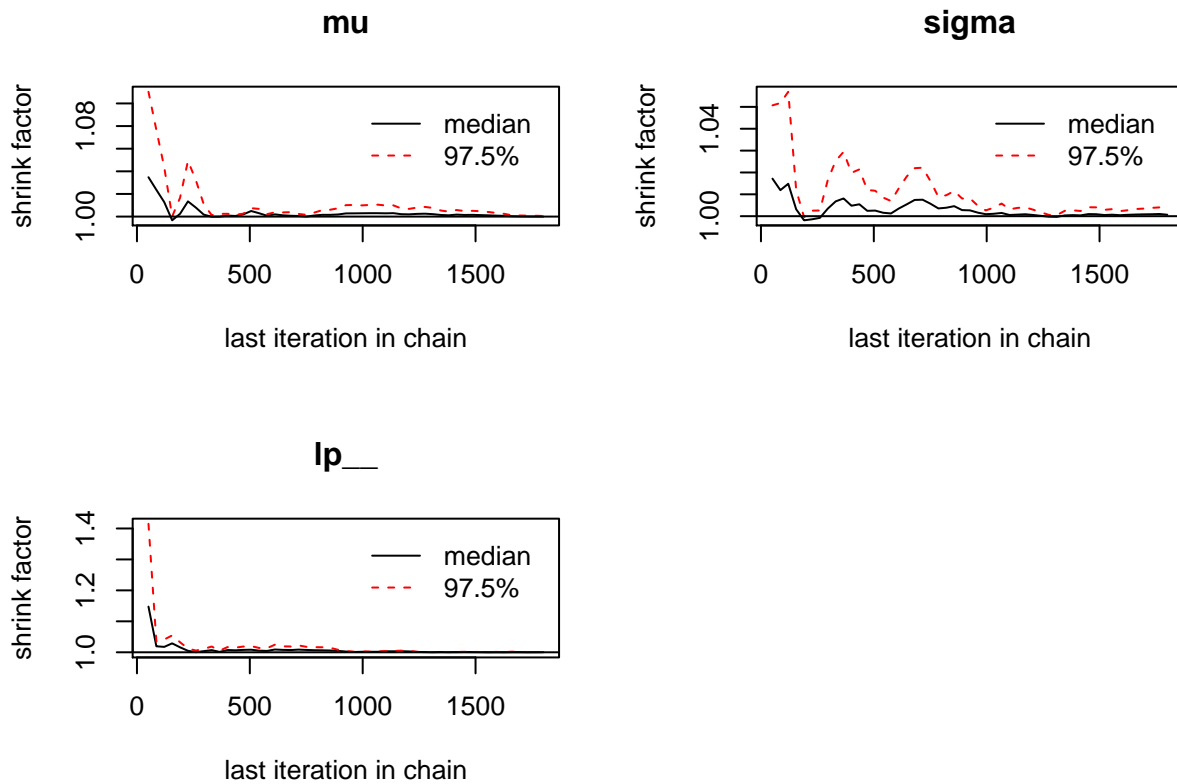 mu
shrink factor
1.00
1.08
median
97.5%
0
500
1000
1500
last iteration in chain
sigma
shrink factor
1.00
1.04
median
97.5%
0
500
1000
1500
last iteration in chain
lp__
shrink factor
1.0
1.2
1.4
median
97.5%
0
500
1000
1500
last iteration in chain